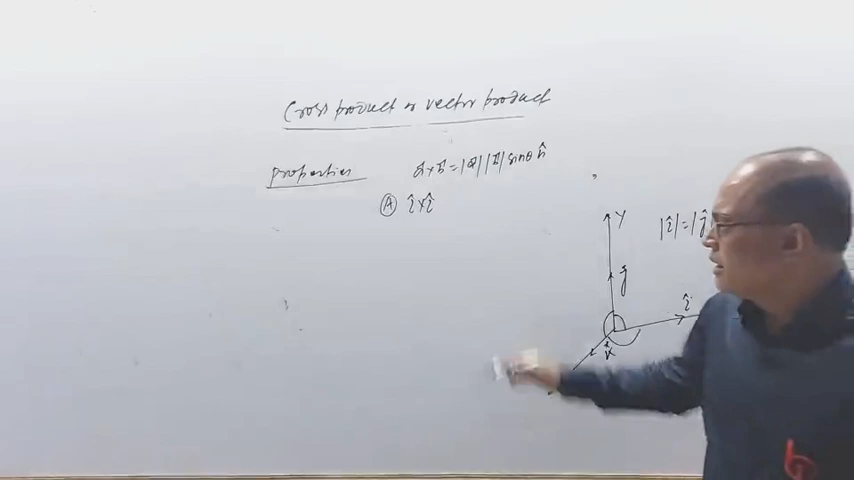 Cross product or vector product
properties a⃗×b⃗=|a⃗||b⃗|sinθ n̂
Ⓐ î×î
Y
|î|=|ĵ|
ĵ
î
k̂